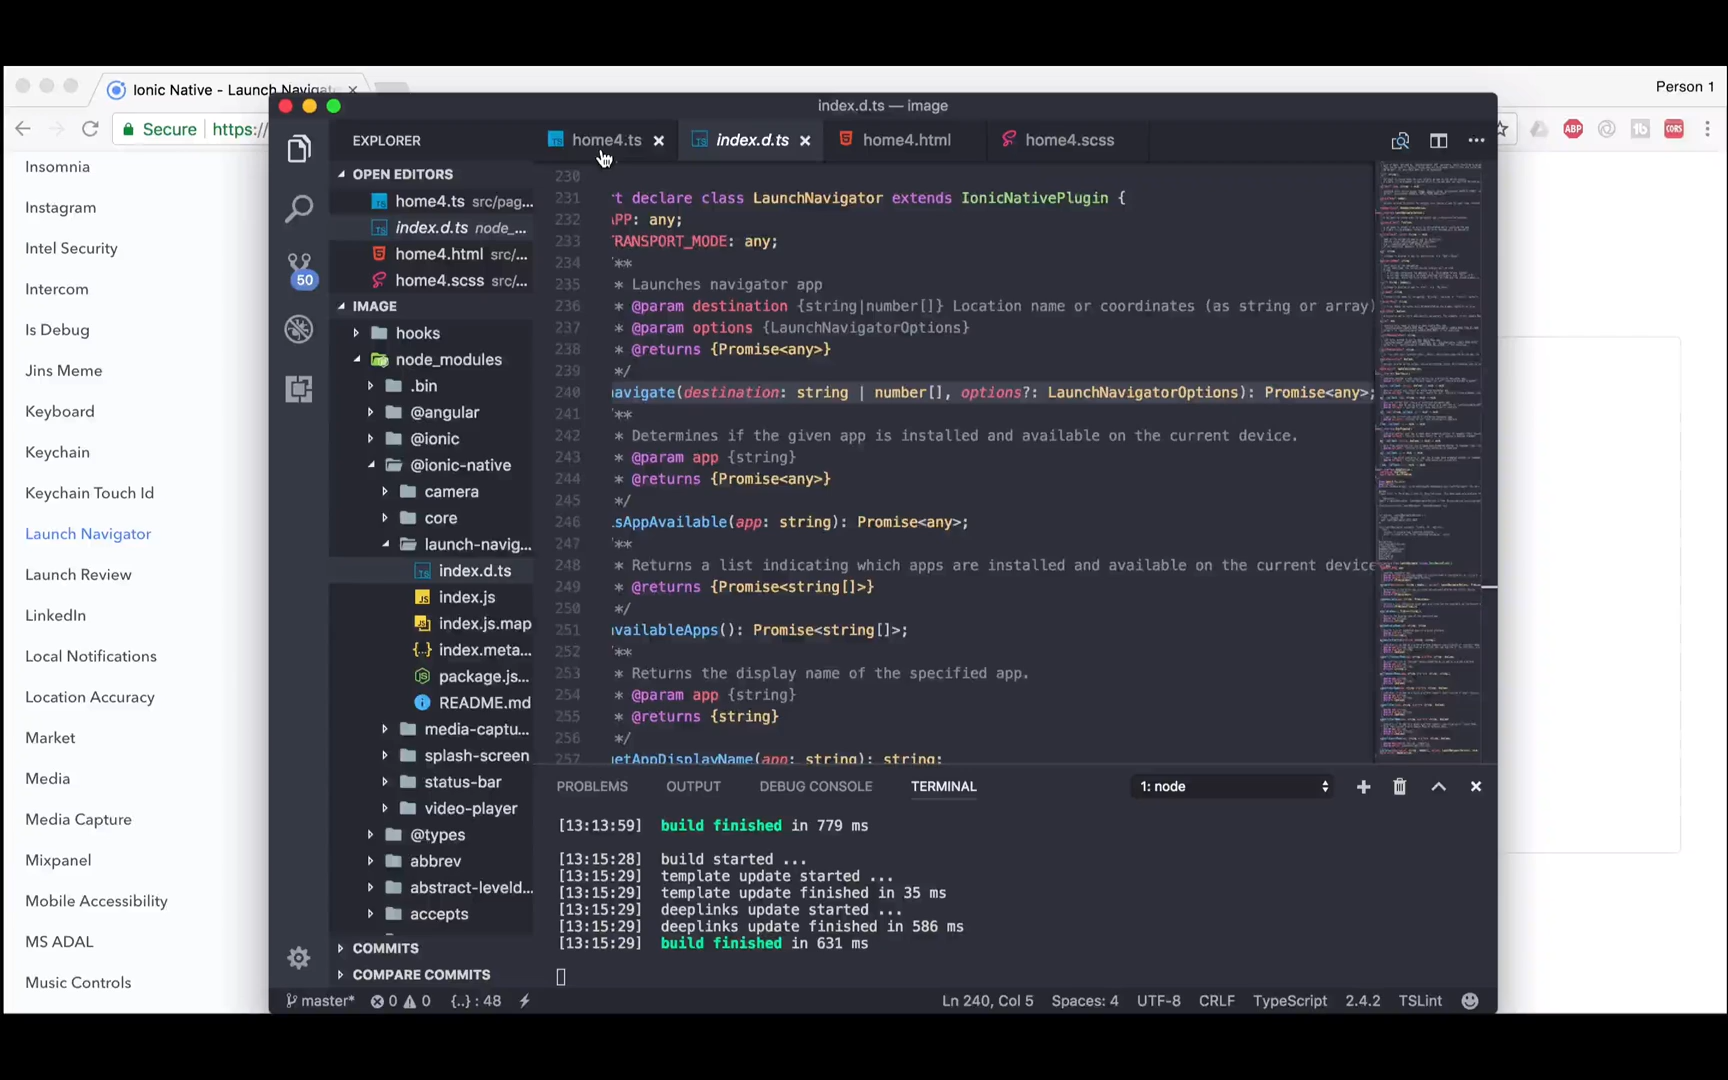 Ionic Native - Launch Navigat
Person 1
Secure
https://
ABP
CORS
Insomnia
Instagram
Intel Security
Intercom
Is Debug
Jins Meme
Keyboard
Keychain
Keychain Touch Id
Launch Navigator
Launch Review
LinkedIn
Local Notifications
Location Accuracy
Market
Media
Media Capture
Mixpanel
Mobile Accessibility
MS ADAL
Music Controls
index.d.ts — image
EXPLORER
OPEN EDITORS
home4.ts src/pag...
index.d.ts node_...
home4.html src/...
home4.scss src/...
50
IMAGE
hooks
node_modules
.bin
@angular
@ionic
@ionic-native
camera
core
launch-navig...
index.d.ts
index.js
index.js.map
index.meta...
package.js...
README.md
media-captu...
splash-screen
status-bar
video-player
@types
abbrev
abstract-leveld...
accepts
COMMITS
COMPARE COMMITS
home4.ts
index.d.ts
home4.html
home4.scss
230
231 t declare class LaunchNavigator extends IonicNativePlugin {
232 APP: any;
233 TRANSPORT_MODE: any;
234 **
235 * Launches navigator app
236 * @param destination {string|number[]} Location name or coordinates (as string or array)
237 * @param options {LaunchNavigatorOptions}
238 * @returns {Promise<any>}
239 */
240 avigate(destination: string | number[], options?: LaunchNavigatorOptions): Promise<any>;
241 **
242 * Determines if the given app is installed and available on the current device.
243 * @param app {string}
244 * @returns {Promise<any>}
245 */
246 sAppAvailable(app: string): Promise<any>;
247 **
248 * Returns a list indicating which apps are installed and available on the current device
249 * @returns {Promise<string[]>}
250 */
251 vailableApps(): Promise<string[]>;
252 **
253 * Returns the display name of the specified app.
254 * @param app {string}
255 * @returns {string}
256 */
257 etAppDisplayName(app: string): string;
PROBLEMS
OUTPUT
DEBUG CONSOLE
TERMINAL
1: node
[13:13:59] build finished in 779 ms
[13:15:28] build started ...
[13:15:29] template update started ...
[13:15:29] template update finished in 35 ms
[13:15:29] deeplinks update started ...
[13:15:29] deeplinks update finished in 586 ms
[13:15:29] build finished in 631 ms
master*
0
0
{..} : 48
Ln 240, Col 5
Spaces: 4
UTF-8
CRLF
TypeScript
2.4.2
TSLint